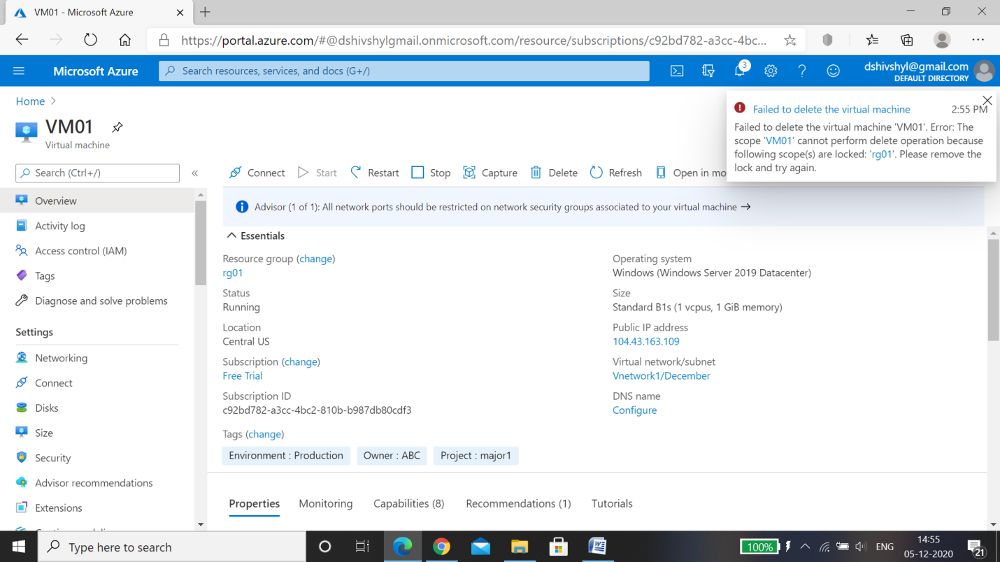 VM01 - Microsoft Azure
https://portal.azure.com/#@dshivshylgmail.onmicrosoft.com/resource/subscriptions/c92bd782-a3cc-4bc...
Microsoft Azure
Search resources, services, and docs (G+/)
3
dshivshyl@gmail.com
DEFAULT DIRECTORY
Home
Failed to delete the virtual machine 2:55 PM
Failed to delete the virtual machine 'VM01'. Error: The
scope 'VM01' cannot perform delete operation because
following scope(s) are locked: 'rg01'. Please remove the
lock and try again.
VM01
Virtual machine
Search (Ctrl+/)
Connect Start Restart Stop Capture Delete Refresh Open in mo
Overview
Activity log
Access control (IAM)
Tags
Diagnose and solve problems
Settings
Networking
Connect
Disks
Size
Security
Advisor recommendations
Extensions
Advisor (1 of 1): All network ports should be restricted on network security groups associated to your virtual machine →
Essentials
Resource group (change)
rg01
Status
Running
Location
Central US
Subscription (change)
Free Trial
Subscription ID
c92bd782-a3cc-4bc2-810b-b987db80cdf3
Operating system
Windows (Windows Server 2019 Datacenter)
Size
Standard B1s (1 vcpus, 1 GiB memory)
Public IP address
104.43.163.109
Virtual network/subnet
Vnetwork1/December
DNS name
Configure
Tags (change)
Environment : Production Owner : ABC Project : major1
Properties Monitoring Capabilities (8) Recommendations (1) Tutorials
Type here to search
100%
ENG
14:55
05-12-2020
21